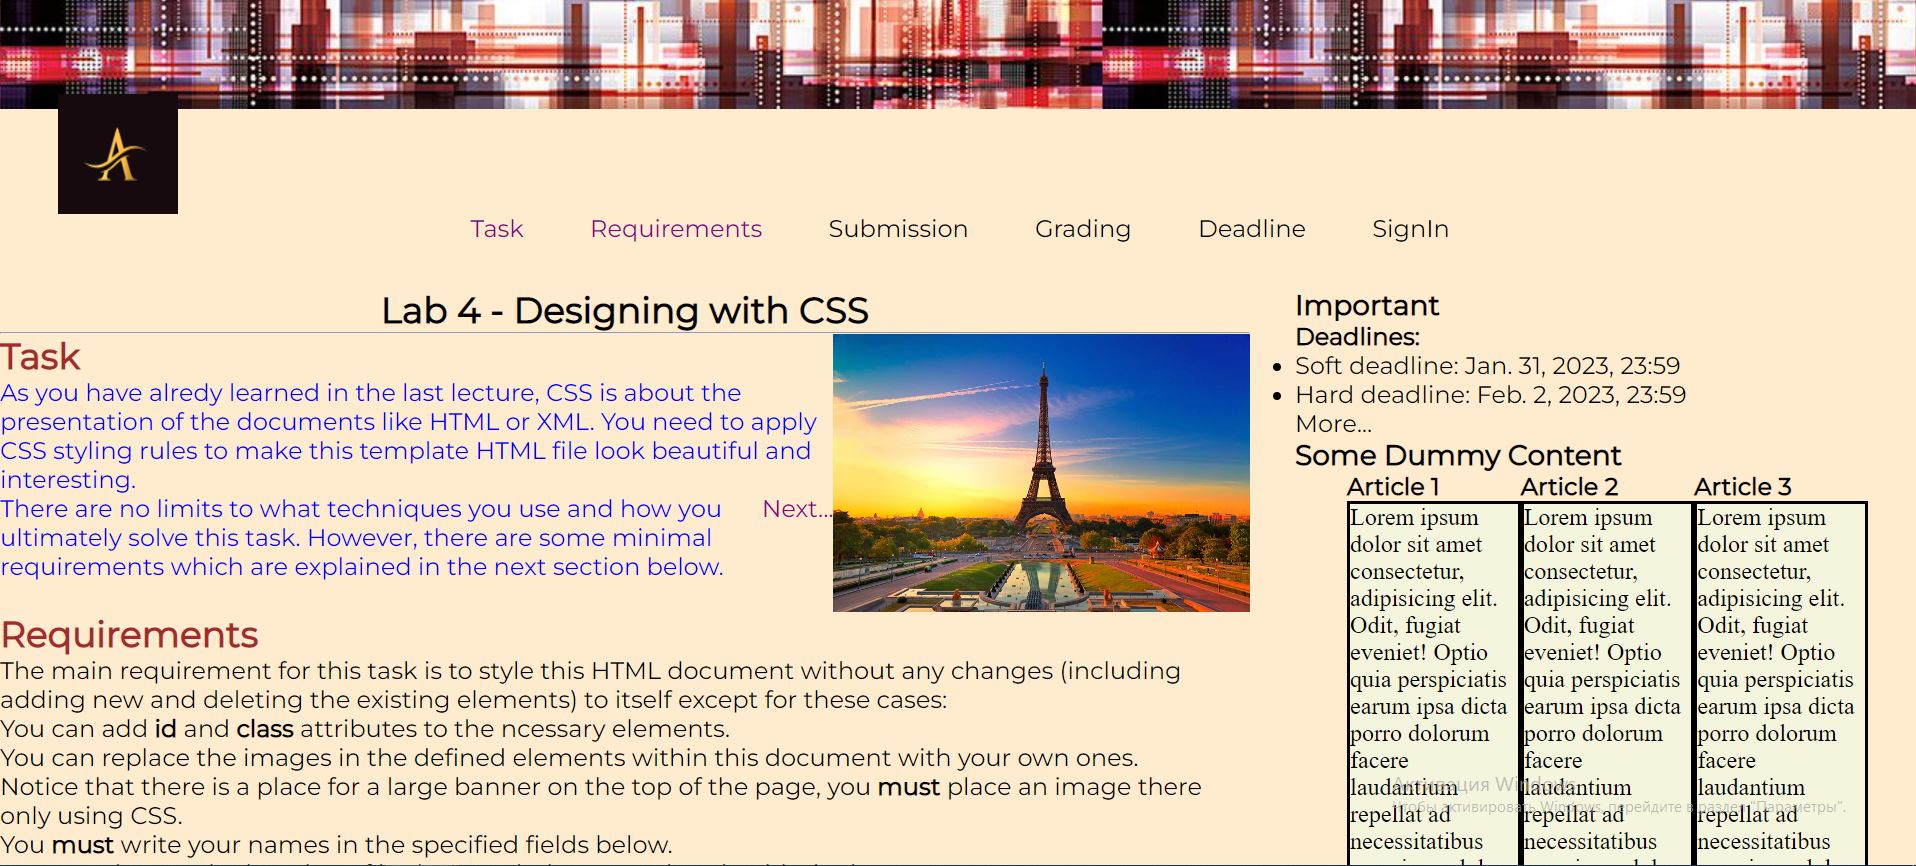 A
Task Requirements Submission Grading Deadline SignIn
Lab 4 - Designing with CSS
Task
As you have alredy learned in the last lecture, CSS is about the
presentation of the documents like HTML or XML. You need to apply
CSS styling rules to make this template HTML file look beautiful and
interesting.
There are no limits to what techniques you use and how you
ultimately solve this task. However, there are some minimal
requirements which are explained in the next section below.
Next...
Requirements
The main requirement for this task is to style this HTML document without any changes (including
adding new and deleting the existing elements) to itself except for these cases:
You can add id and class attributes to the ncessary elements.
You can replace the images in the defined elements within this document with your own ones.
Notice that there is a place for a large banner on the top of the page, you must place an image there
only using CSS.
You must write your names in the specified fields below.
Important
Deadlines:
Soft deadline: Jan. 31, 2023, 23:59
Hard deadline: Feb. 2, 2023, 23:59
More...
Some Dummy Content
Article 1
Lorem ipsum
dolor sit amet
consectetur,
adipisicing elit.
Odit, fugiat
eveniet! Optio
quia perspiciatis
earum ipsa dicta
porro dolorum
facere
laudantium
repellat ad
necessitatibus
Article 2
Lorem ipsum
dolor sit amet
consectetur,
adipisicing elit.
Odit, fugiat
eveniet! Optio
quia perspiciatis
earum ipsa dicta
porro dolorum
facere
laudantium
repellat ad
necessitatibus
Article 3
Lorem ipsum
dolor sit amet
consectetur,
adipisicing elit.
Odit, fugiat
eveniet! Optio
quia perspiciatis
earum ipsa dicta
porro dolorum
facere
laudantium
repellat ad
necessitatibus
Активация Windows
Чтобы активировать Windows, перейдите в раздел "Параметры".